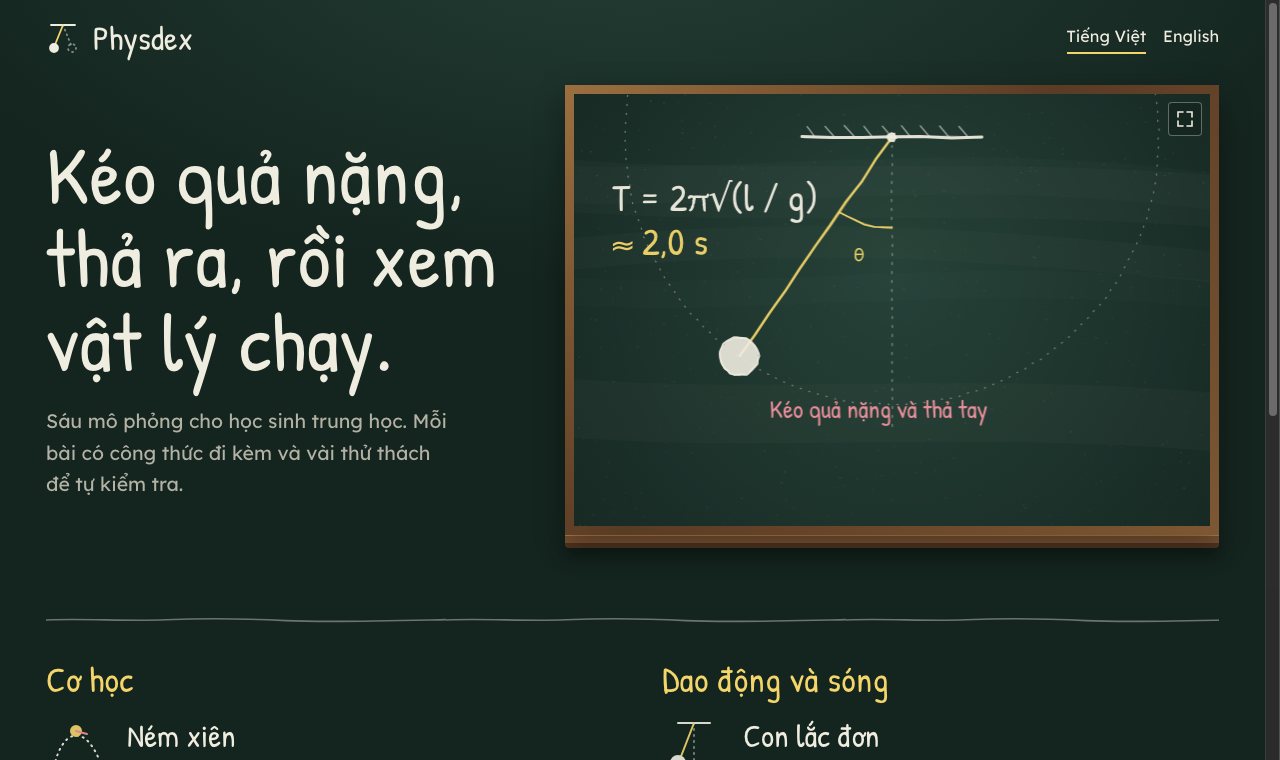 Physdex
Tiếng Việt English
Kéo quả nặng,
thả ra, rồi xem
vật lý chạy.
Sáu mô phỏng cho học sinh trung học. Mỗi
bài có công thức đi kèm và vài thử thách
để tự kiểm tra.
T = 2π√(l / g)
≈ 2,0 s
θ
Kéo quả nặng và thả tay
Cơ học
Ném xiên
Dao động và sóng
Con lắc đơn